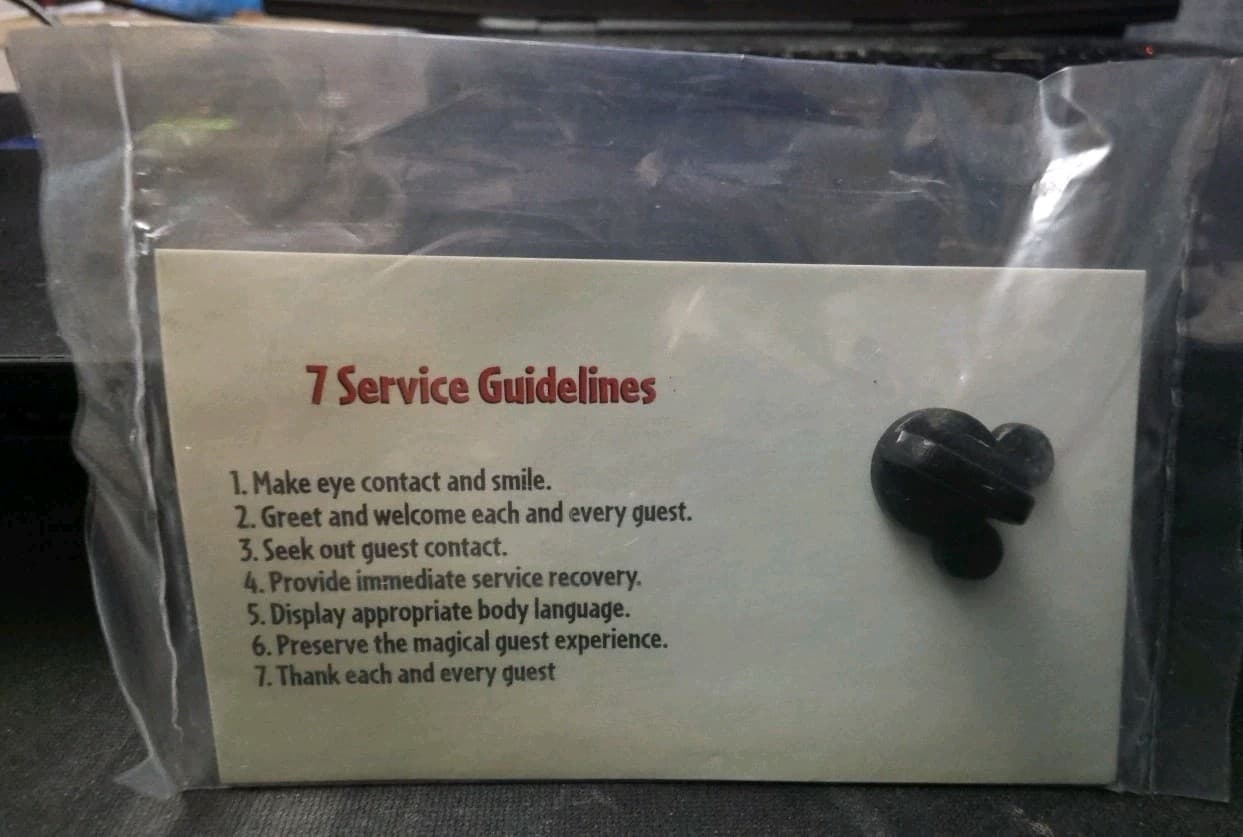 7 Service Guidelines
1. Make eye contact and smile.
2. Greet and welcome each and every guest.
3. Seek out guest contact.
4. Provide immediate service recovery.
5. Display appropriate body language.
6. Preserve the magical guest experience.
7. Thank each and every guest